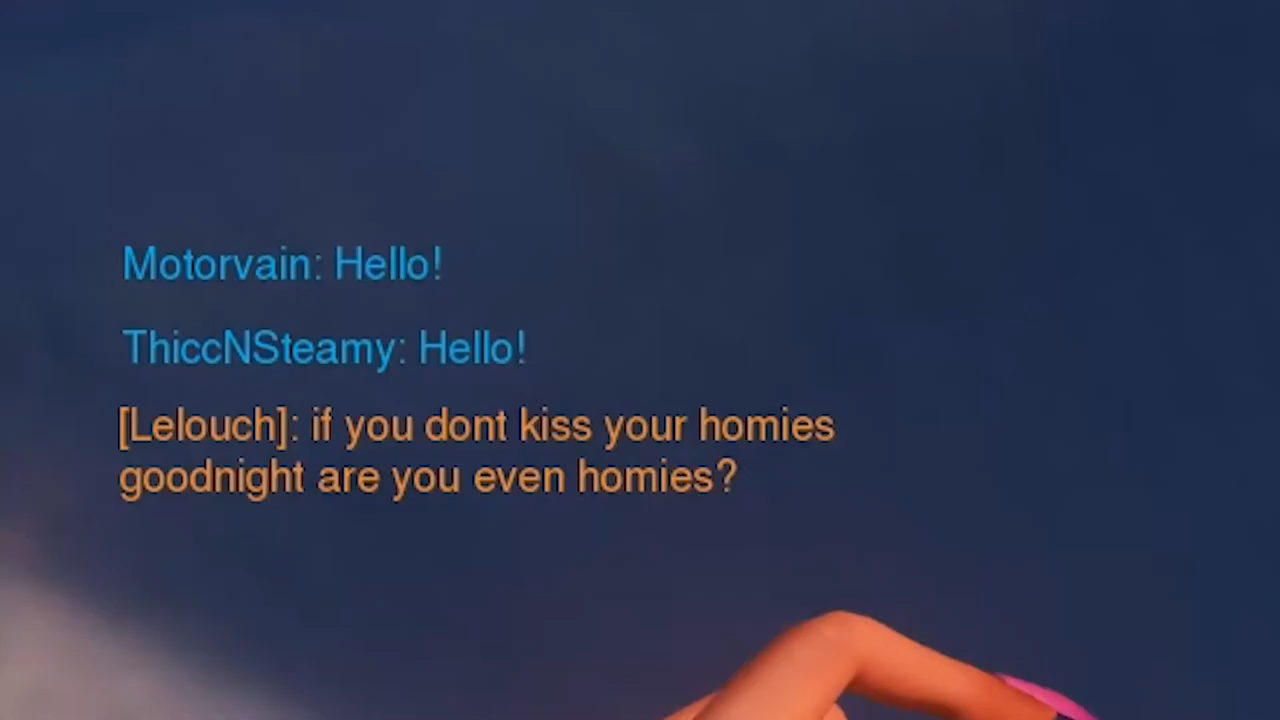 Motorvain: Hello!
ThiccNSteamy: Hello!
[Lelouch]: if you dont kiss your homies
goodnight are you even homies?